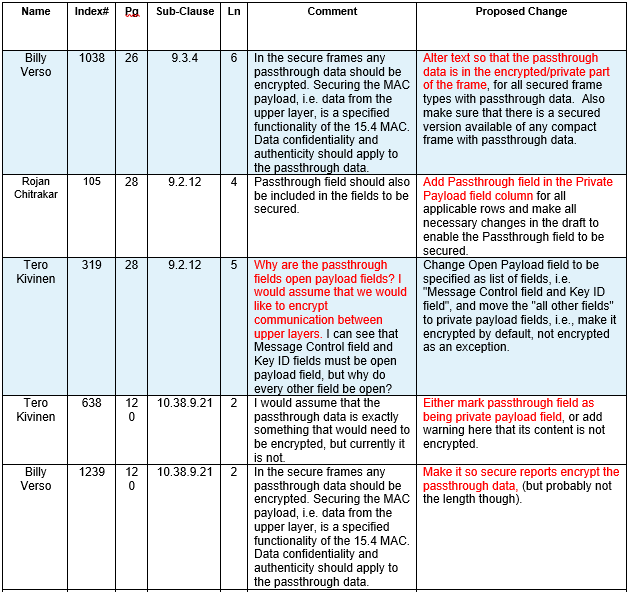 Name Index# Pg Sub-Clause Ln Comment Proposed Change
Billy
Verso
1038
26
9.3.4
6
In the secure frames any
passthrough data should be
encrypted. Securing the MAC
payload, i.e. data from the
upper layer, is a specified
functionality of the 15.4 MAC.
Data confidentiality and
authenticity should apply to
the passthrough data.
Alter text so that the passthrough
data is in the encrypted/private part
of the frame, for all secured frame
types with passthrough data.  Also
make sure that there is a secured
version available of any compact
frame with passthrough data.
Rojan
Chitrakar
105
28
9.2.12
4
Passthrough field should also
be included in the fields to be
secured.
Add Passthrough field in the Private
Payload field column for all
applicable rows and make all
necessary changes in the draft to
enable the Passthrough field to be
secured.
Tero
Kivinen
319
28
9.2.12
5
Why are the passthrough
fields open payload fields? I
would assume that we would
like to encrypt
communication between
upper layers. I can see that
Message Control field and
Key ID fields must be open
payload field, but why do
every other field be open?
Change Open Payload field to be
specified as list of fields, i.e.
"Message Control field and Key ID
field", and move the "all other fields"
to private payload fields, i.e., make it
encrypted by default, not encrypted
as an exception.
Tero
Kivinen
638
12
0
10.38.9.21
2
I would assume that the
passthrough data is exactly
something that would need to
be encrypted, but currently it
is not.
Either mark passthrough field as
being private payload field, or add
warning here that its content is not
encrypted.
Billy
Verso
1239
12
0
10.38.9.21
2
In the secure frames any
passthrough data should be
encrypted. Securing the MAC
payload, i.e. data from the
upper layer, is a specified
functionality of the 15.4 MAC.
Data confidentiality and
authenticity should apply to
the passthrough data.
Make it so secure reports encrypt the
passthrough data, (but probably not
the length though).